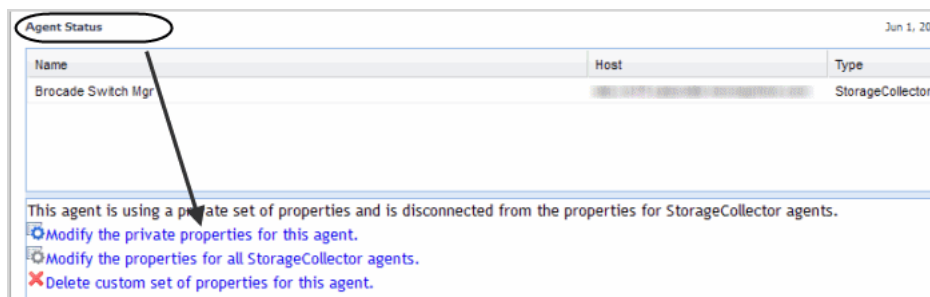 Agent Status Jun 1, 20
Name Host Type
Brocade Switch Mgr StorageCollector
This agent is using a private set of properties and is disconnected from the properties for StorageCollector agents.
Modify the private properties for this agent.
Modify the properties for all StorageCollector agents.
Delete custom set of properties for this agent.